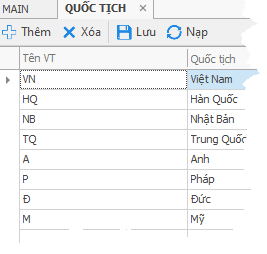 MAIN QUỐC TỊCH
Thêm Xóa Lưu Nạp
Tên VT Quốc tịch
VN Việt Nam
HQ Hàn Quốc
NB Nhật Bản
TQ Trung Quốc
A Anh
P Pháp
Đ Đức
M Mỹ